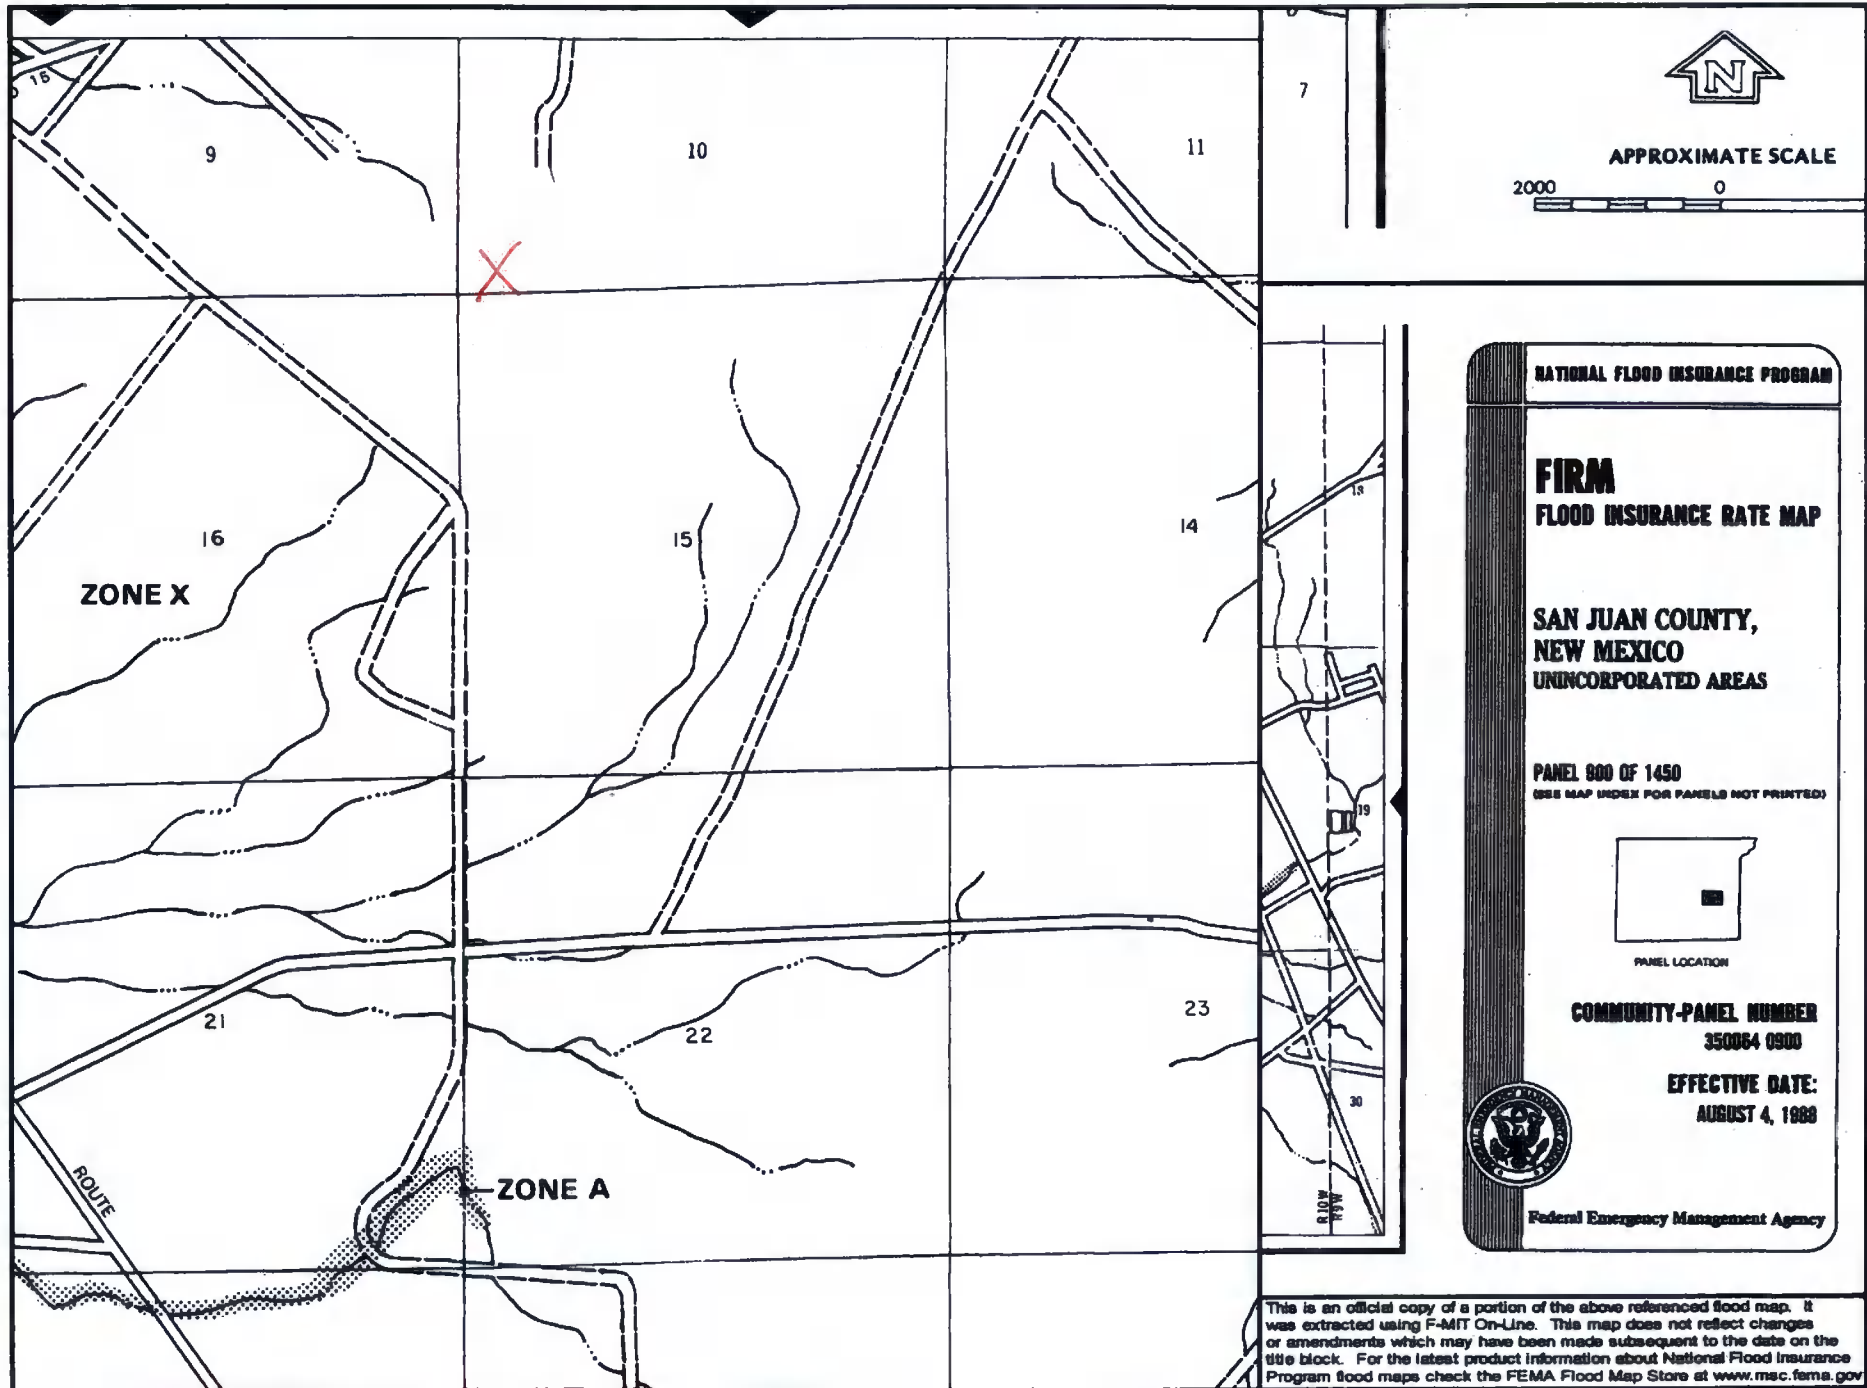 16
9
10
11
7
N
APPROXIMATE SCALE
2000 0
16
ZONE X
15
14
13
NATIONAL FLOOD INSURANCE PROGRAM
FIRM
FLOOD INSURANCE RATE MAP
SAN JUAN COUNTY,
NEW MEXICO
UNINCORPORATED AREAS
PANEL 900 OF 1450
(SEE MAP INDEX FOR PANELS NOT PRINTED)
19
PANEL LOCATION
COMMUNITY-PANEL NUMBER
350064 0900
EFFECTIVE DATE:
AUGUST 4, 1988
Federal Emergency Management Agency
21
22
23
30
ROUTE
ZONE A
R10W
R9W
This is an official copy of a portion of the above referenced flood map. It
was extracted using F-MIT On-Line. This map does not reflect changes
or amendments which may have been made subsequent to the date on the
title block. For the latest product information about National Flood Insurance
Program flood maps check the FEMA Flood Map Store at www.msc.fema.gov